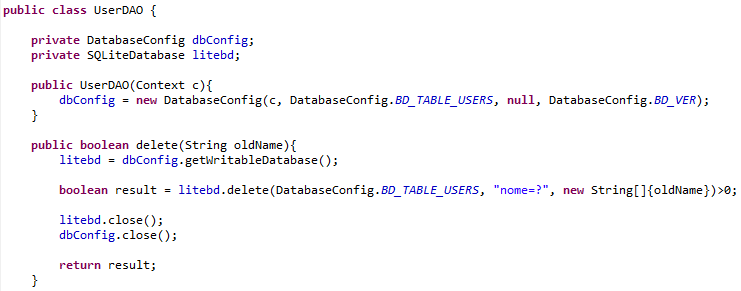 public class UserDAO {
private DatabaseConfig dbConfig;
private SQLiteDatabase litebd;
public UserDAO(Context c){
dbConfig = new DatabaseConfig(c, DatabaseConfig.BD_TABLE_USERS, null, DatabaseConfig.BD_VER);
}
public boolean delete(String oldName){
litebd = dbConfig.getWritableDatabase();
boolean result = litebd.delete(DatabaseConfig.BD_TABLE_USERS, "nome=?", new String[]{oldName})>0;
litebd.close();
dbConfig.close();
return result;
}